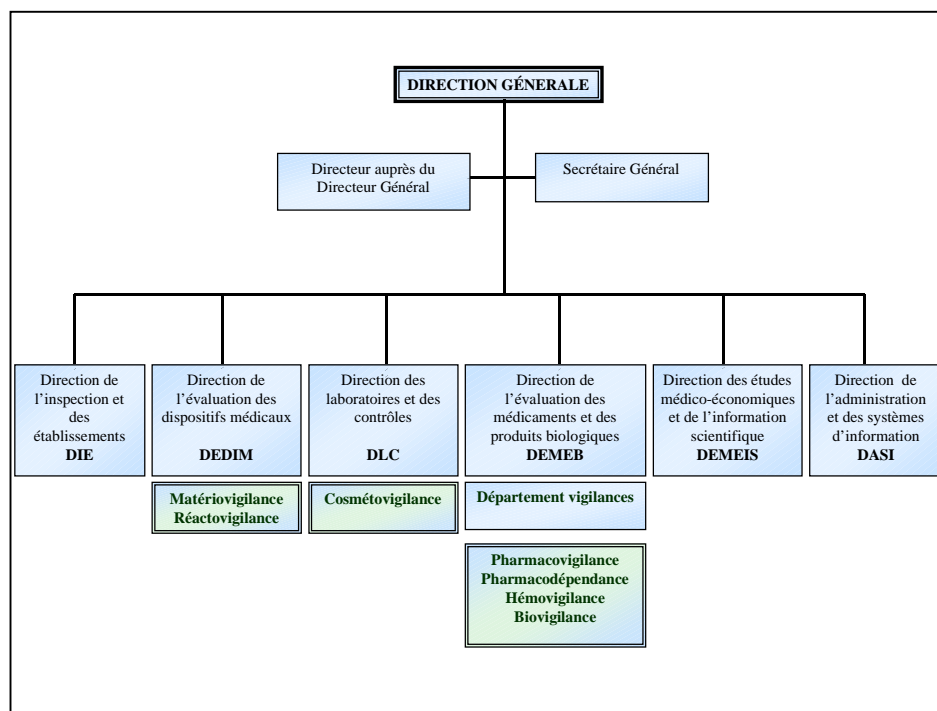 DIRECTION GÉNERALE
Directeur auprès du
Directeur Général
Secrétaire Général
Direction de
l’inspection et
des
établissements
DIE
Direction de
l’évaluation des
dispositifs médicaux
DEDIM
Direction des
laboratoires et des
contrôles
DLC
Direction de
l’évaluation des
médicaments et des
produits biologiques
DEMEB
Direction des études
médico-économiques
et de l’information
scientifique
DEMEIS
Direction de
l’administration
et des systèmes
d’information
DASI
Matériovigilance
Réactovigilance
Cosmétovigilance
Département vigilances
Pharmacovigilance
Pharmacodépendance
Hémovigilance
Biovigilance